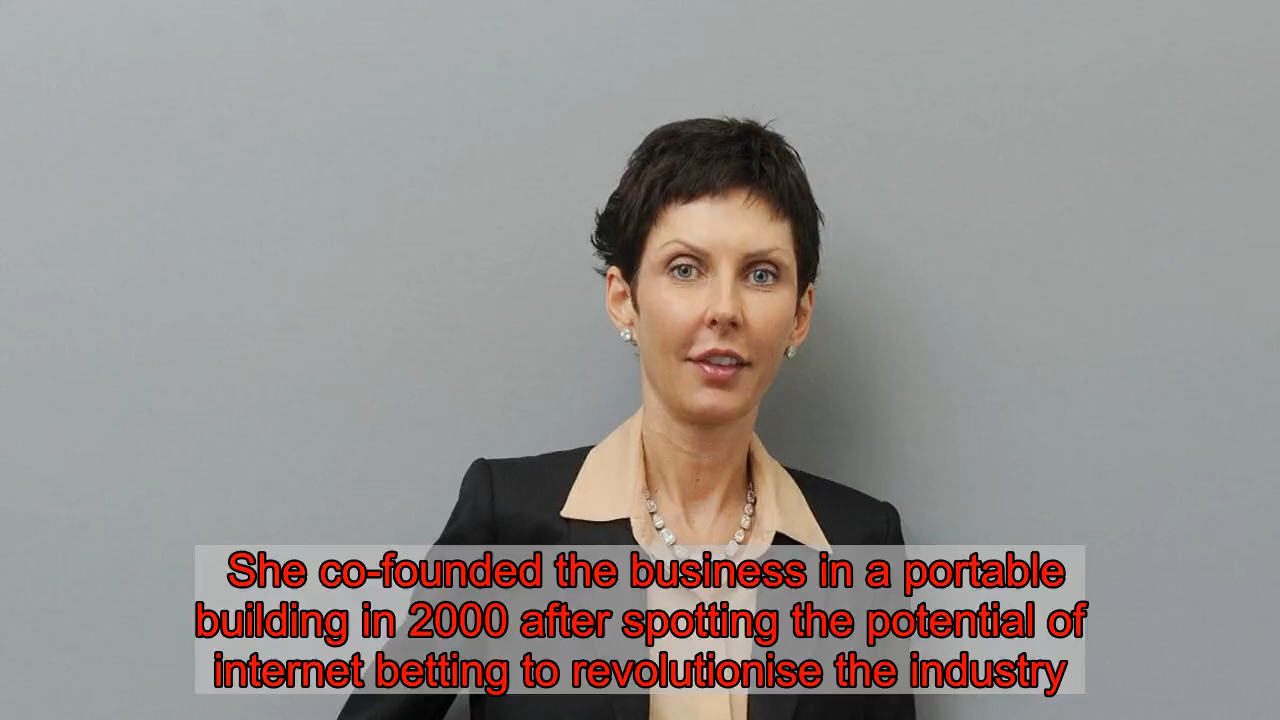 She co-founded the business in a portable
building in 2000 after spotting the potential of
internet betting to revolutionise the industry